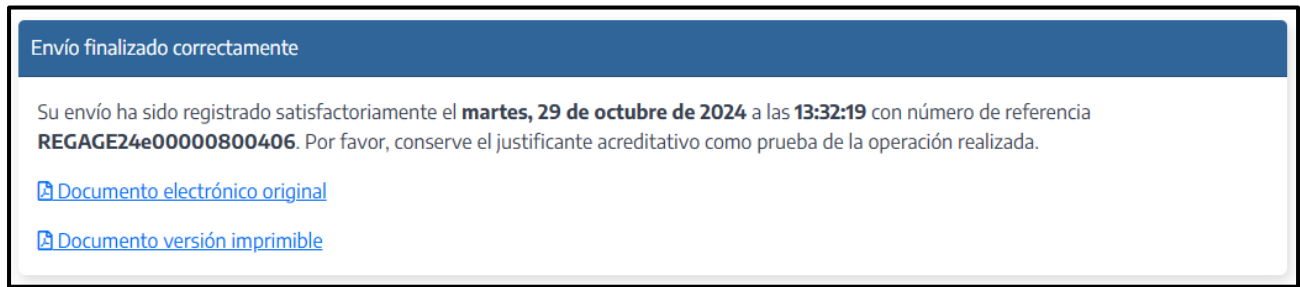 Envío finalizado correctamente
Su envío ha sido registrado satisfactoriamente el martes, 29 de octubre de 2024 a las 13:32:19 con número de referencia
REGAGE24e00000800406. Por favor, conserve el justificante acreditativo como prueba de la operación realizada.
Documento electrónico original
Documento versión imprimible